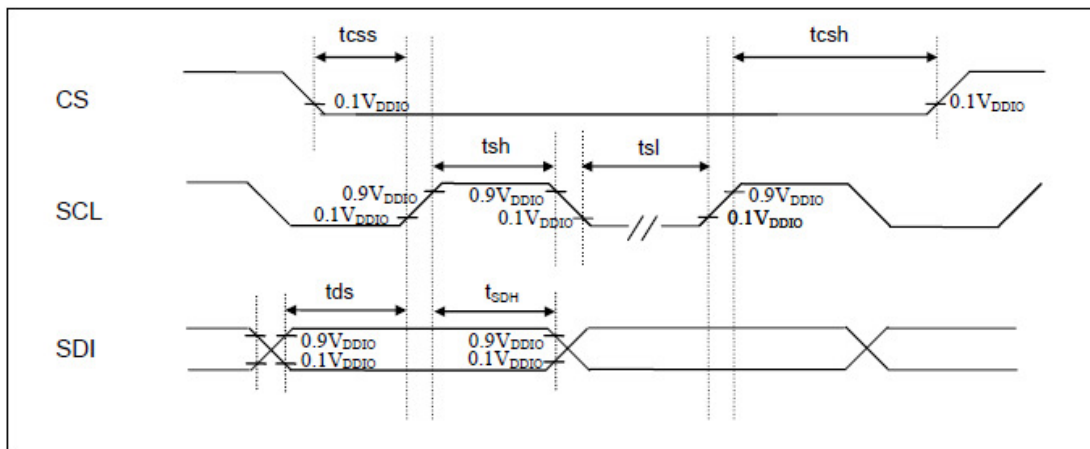 tcss
tcsh
CS
0.1VDDIO
0.1VDDIO
tsh
tsl
SCL
0.9VDDIO
0.9VDDIO
0.9VDDIO
0.1VDDIO
0.1VDDIO
0.1VDDIO
tds
tSDH
SDI
0.9VDDIO
0.9VDDIO
0.1VDDIO
0.1VDDIO